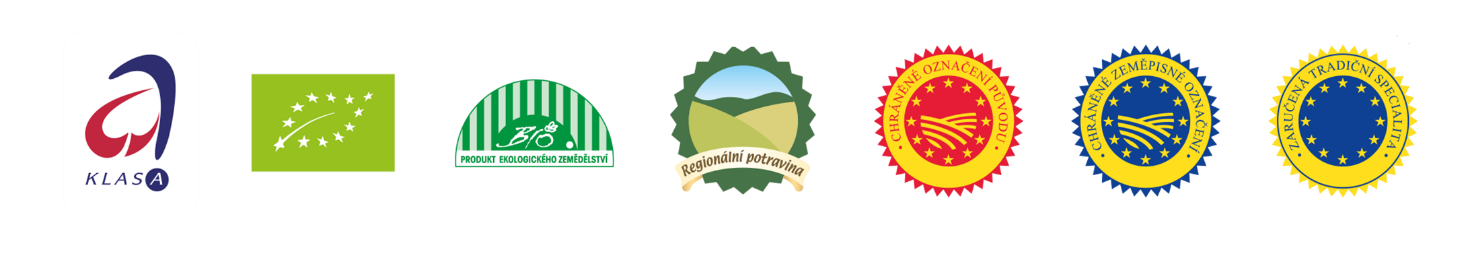 KLASA
BIO
PRODUKT EKOLOGICKÉHO ZEMĚDĚLSTVÍ
Regionální potravina
CHRÁNĚNÉ OZNAČENÍ PŮVODU
CHRÁNĚNÉ ZEMĚPISNÉ OZNAČENÍ
ZARUČENÁ TRADIČNÍ SPECIALITA